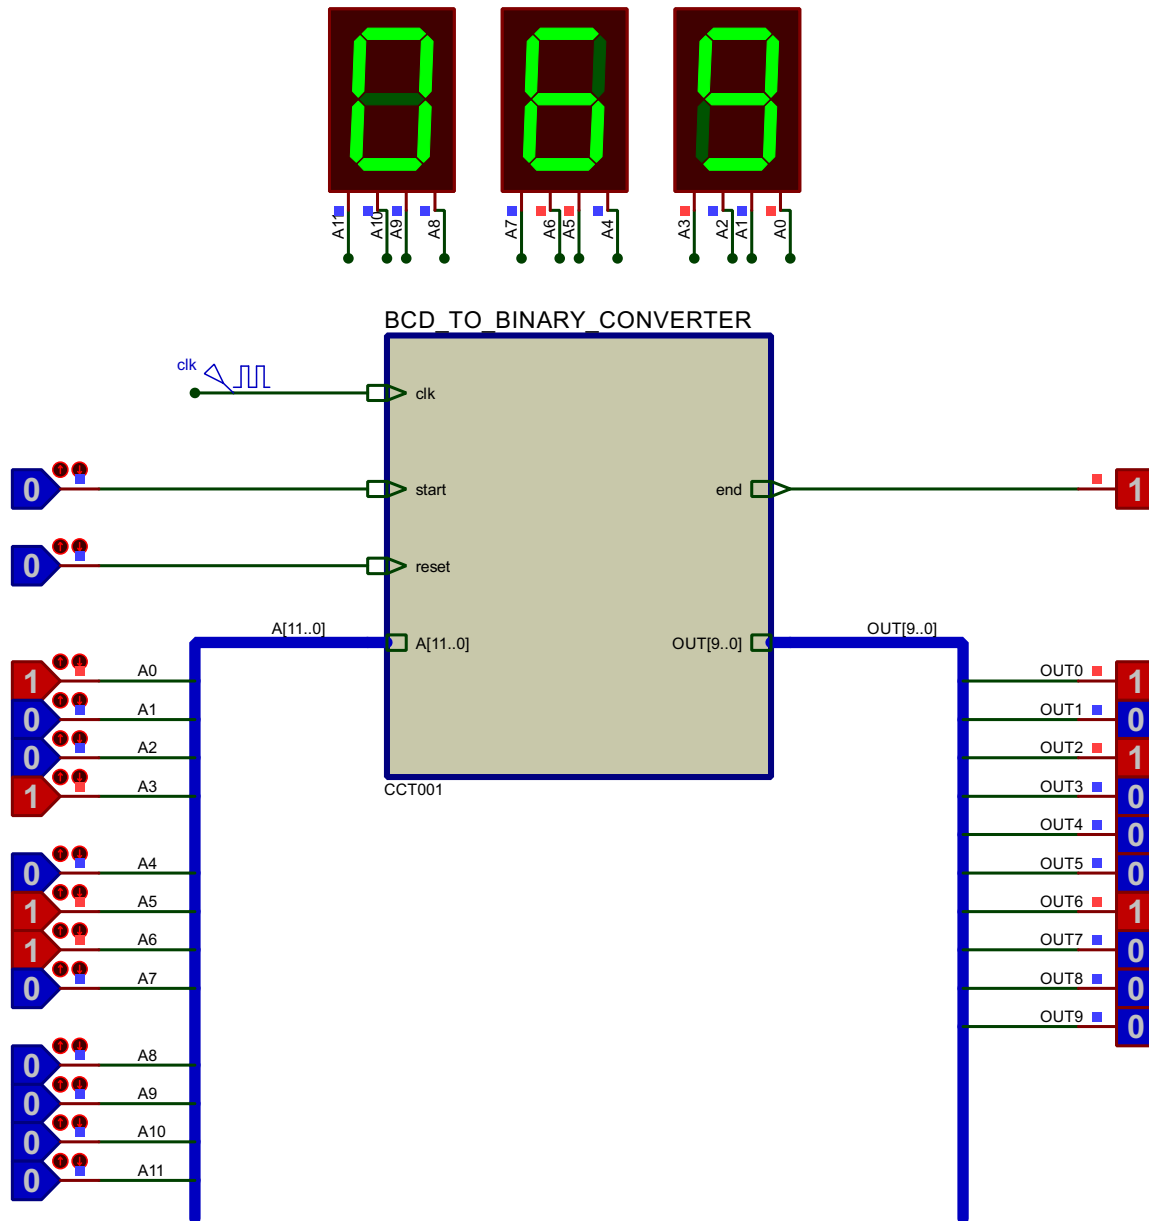 069
A11 A10 A9 A8 A7 A6 A5 A4 A3 A2 A1 A0
BCD_TO_BINARY_CONVERTER
clk
clk
0
start
end
1
0
reset
A[11..0]
A[11..0]
OUT[9..0]
OUT[9..0]
1 A0
0 A1
0 A2
1 A3
0 A4
1 A5
1 A6
0 A7
0 A8
0 A9
0 A10
0 A11
CCT001
OUT0 1
OUT1 0
OUT2 1
OUT3 0
OUT4 0
OUT5 0
OUT6 1
OUT7 0
OUT8 0
OUT9 0